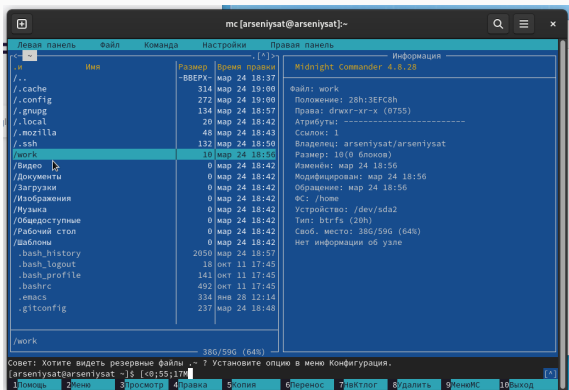 mc [arseniysat@arseniysat]:~
Левая панель Файл Команда Настройки Правая панель
<- ~ .[^]>
.и Имя Размер Время правки
/.. -ВВЕРХ- мар 24 18:37
/.cache 314 мар 24 19:00
/.config 272 мар 24 19:00
/.gnupg 134 мар 24 18:57
/.local 20 мар 24 18:42
/.mozilla 48 мар 24 18:43
/.ssh 132 мар 24 18:50
/work 10 мар 24 18:56
/Видео 0 мар 24 18:42
/Документы 0 мар 24 18:42
/Загрузки 0 мар 24 18:42
/Изображения 0 мар 24 18:42
/Музыка 0 мар 24 18:42
/Общедоступные 0 мар 24 18:42
/Рабочий стол 0 мар 24 18:42
/Шаблоны 0 мар 24 18:42
.bash_history 2050 мар 24 18:57
.bash_logout 18 окт 11 17:45
.bash_profile 141 окт 11 17:45
.bashrc 492 окт 11 17:45
.emacs 334 янв 28 12:14
.gitconfig 237 мар 24 18:48
/work
38G/59G (64%)
Информация
Midnight Commander 4.8.28
Файл: work
Положение: 28h:3EFC8h
Права: drwxr-xr-x (0755)
Атрибуты: ----------------------
Ссылок: 1
Владелец: arseniysat/arseniysat
Размер: 10(0 блоков)
Изменён: мар 24 18:56
Модифицирован: мар 24 18:56
Обращение: мар 24 18:56
ФС: /home
Устройство: /dev/sda2
Тип: btrfs (20h)
Своб. место: 38G/59G (64%)
Нет информации об узле
Совет: Хотите видеть резервные файлы .~ ? Установите опцию в меню Конфигурация.
[arseniysat@arseniysat ~]$ [<0;55;17M [^]
1Помощь 2Меню 3Просмотр 4Правка 5Копия 6Перенос 7НвКтлог 8Удалить 9МенюMC 10Выход